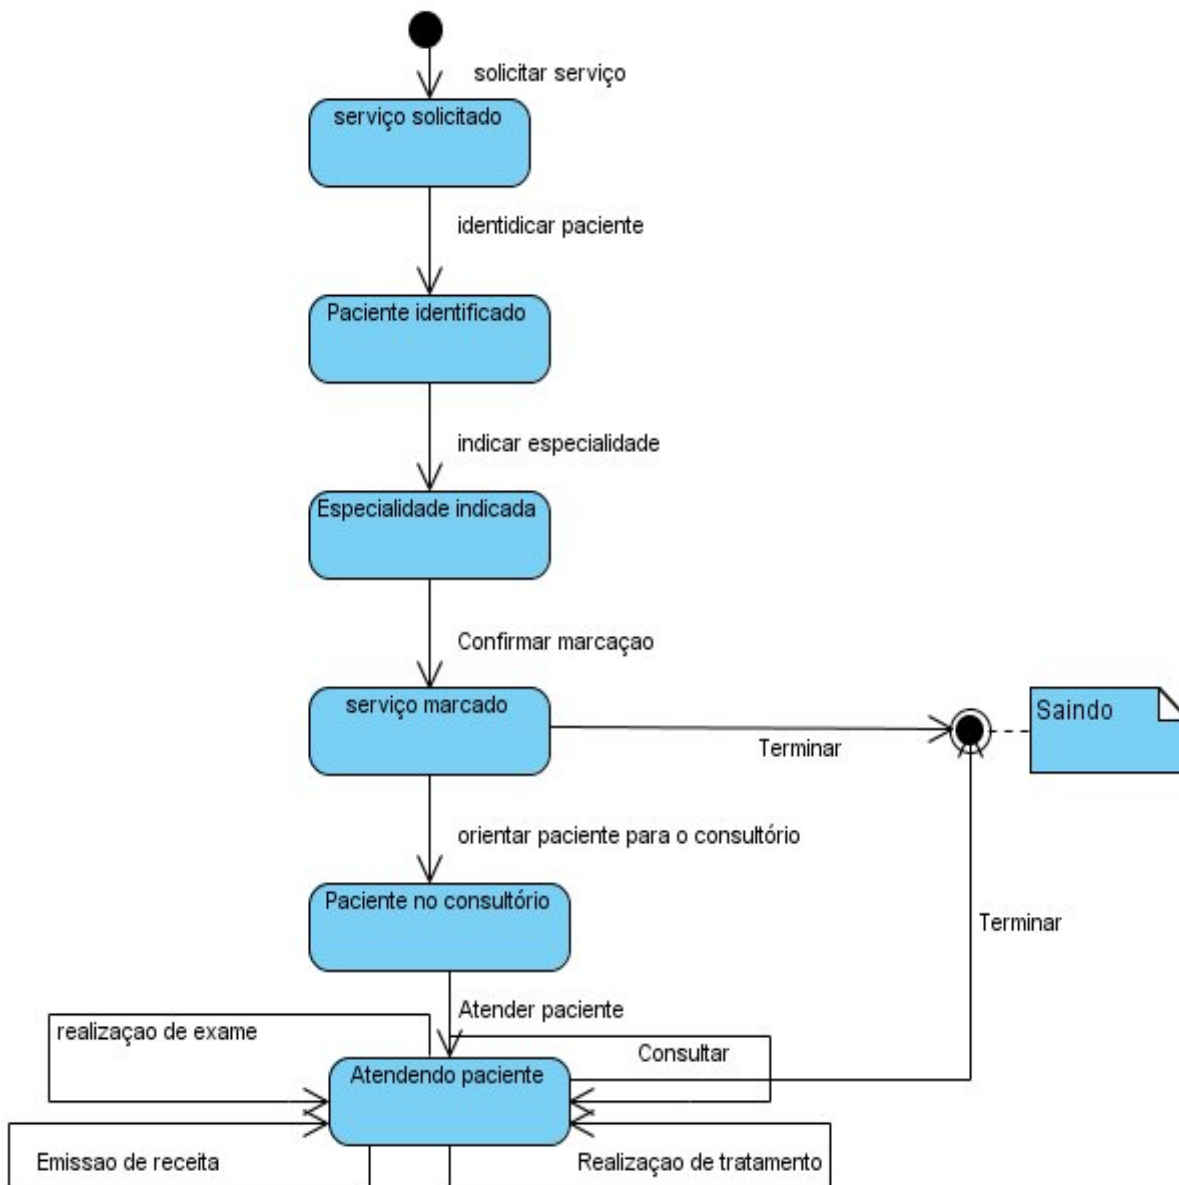 solicitar serviço
serviço solicitado
identidicar paciente
Paciente identificado
indicar especialidade
Especialidade indicada
Confirmar marcaçao
serviço marcado
Terminar
Saindo
orientar paciente para o consultório
Paciente no consultório
Terminar
Atender paciente
realizaçao de exame
Consultar
Atendendo paciente
Emissao de receita
Realizaçao de tratamento